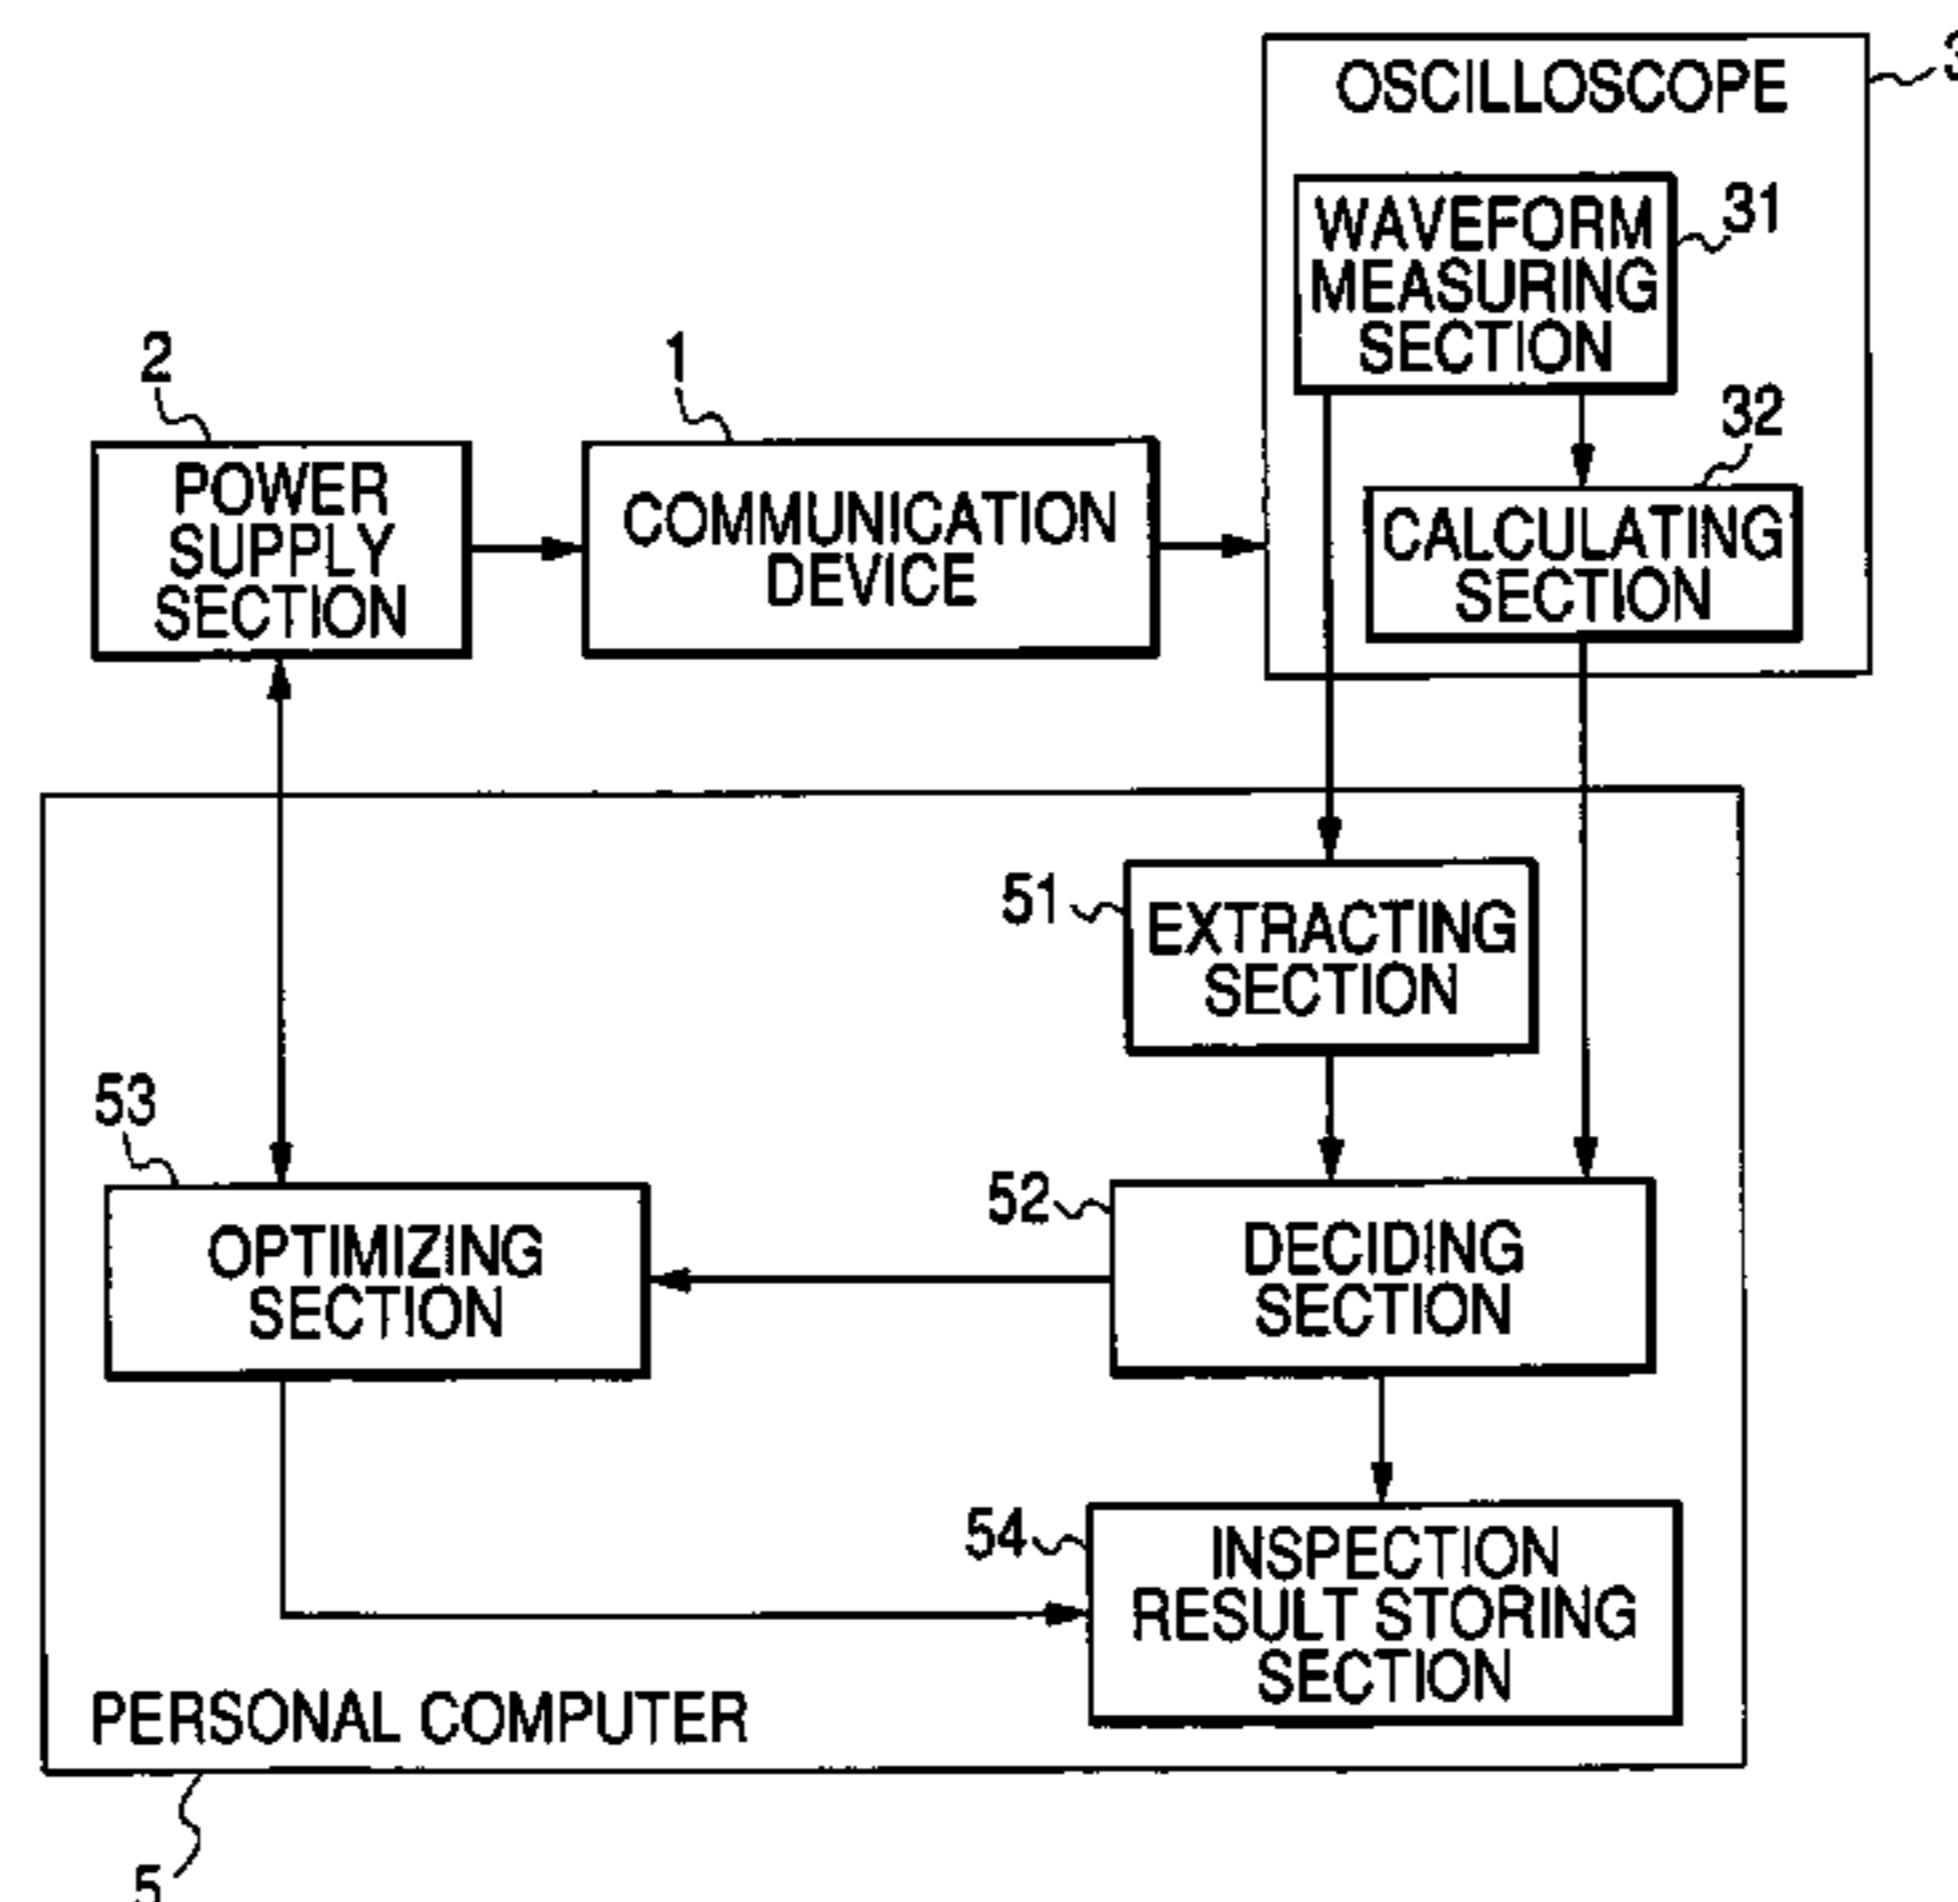 3
OSCILLOSCOPE
WAVEFORM
MEASURING
SECTION
31
2
1
32
POWER
SUPPLY
SECTION
COMMUNICATION
DEVICE
CALCULATING
SECTION
51
EXTRACTING
SECTION
53
52
OPTIMIZING
SECTION
DECIDING
SECTION
54
INSPECTION
RESULT STORING
SECTION
PERSONAL COMPUTER
5